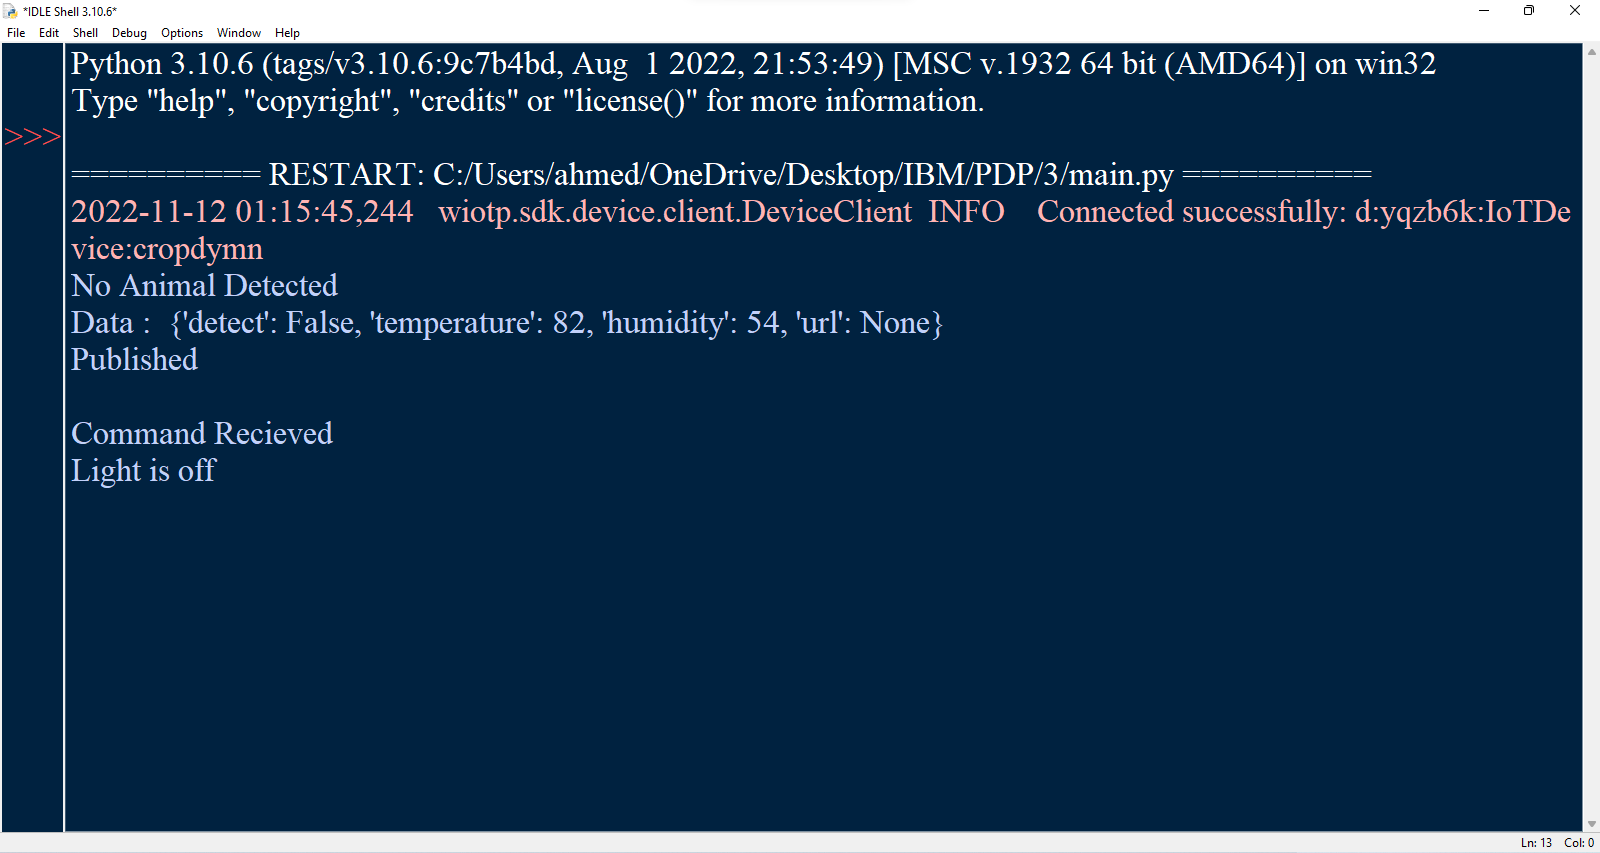 *IDLE Shell 3.10.6*
File Edit Shell Debug Options Window Help
Python 3.10.6 (tags/v3.10.6:9c7b4bd, Aug  1 2022, 21:53:49) [MSC v.1932 64 bit (AMD64)] on win32
Type "help", "copyright", "credits" or "license()" for more information.
>>>
========== RESTART: C:/Users/ahmed/OneDrive/Desktop/IBM/PDP/3/main.py ==========
2022-11-12 01:15:45,244   wiotp.sdk.device.client.DeviceClient  INFO    Connected successfully: d:yqzb6k:IoTDe
vice:cropdymn
No Animal Detected
Data :  {'detect': False, 'temperature': 82, 'humidity': 54, 'url': None}
Published
Command Recieved
Light is off
Ln: 13 Col: 0